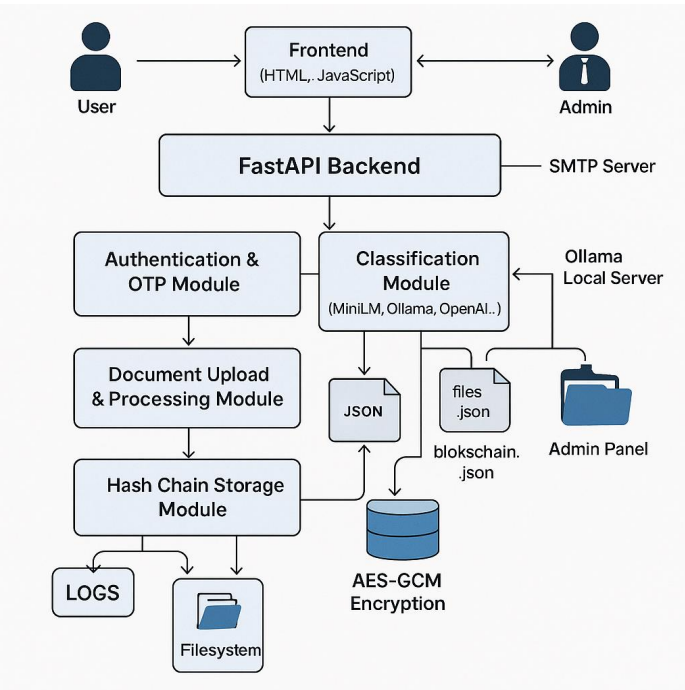 Frontend
(HTML,. JavaScript)
User
Admin
FastAPI Backend
SMTP Server
Authentication &
OTP Module
Classification
Module
(MiniLM, Ollama, OpenAI..)
Ollama
Local Server
Document Upload
& Processing Module
JSON
files
.json
blokschain.
.json
Admin Panel
Hash Chain Storage
Module
AES-GCM
Encryption
LOGS
Filesystem